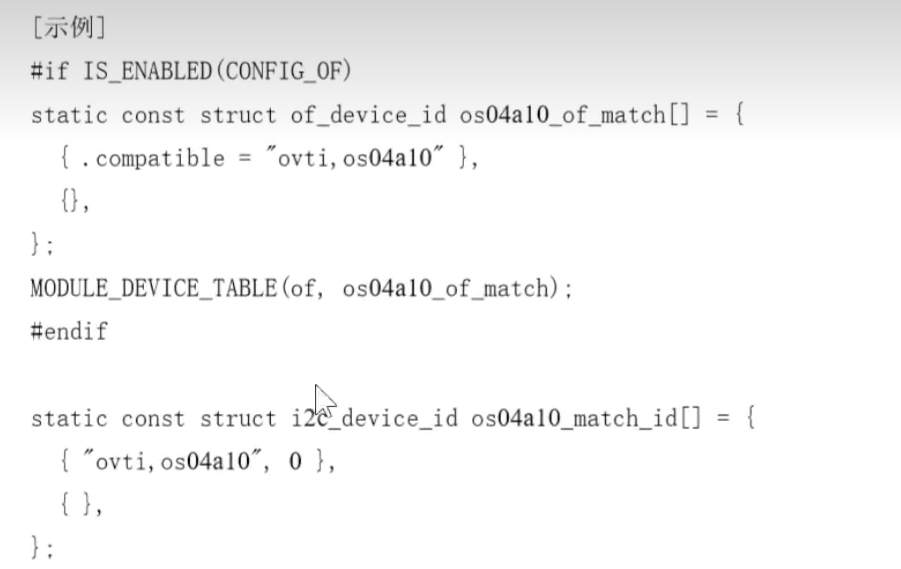 [示例]
#if IS_ENABLED(CONFIG_OF)
static const struct of_device_id os04a10_of_match[] = {
  { .compatible = "ovti,os04a10" },
  {},
};
MODULE_DEVICE_TABLE(of, os04a10_of_match);
#endif

static const struct i2c_device_id os04a10_match_id[] = {
  { "ovti,os04a10", 0 },
  { },
};